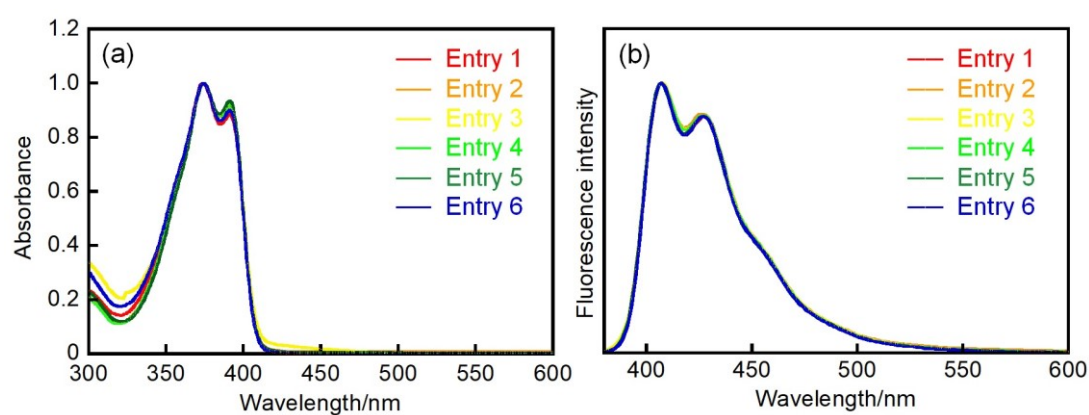 (a)
Absorbance
1.2
1.0
0.8
0.6
0.4
0.2
0
Entry 1
Entry 2
Entry 3
Entry 4
Entry 5
Entry 6
300 350 400 450 500 550 600
Wavelength/nm
(b)
Fluorescence intensity
Entry 1
Entry 2
Entry 3
Entry 4
Entry 5
Entry 6
400 450 500 550 600
Wavelength/nm